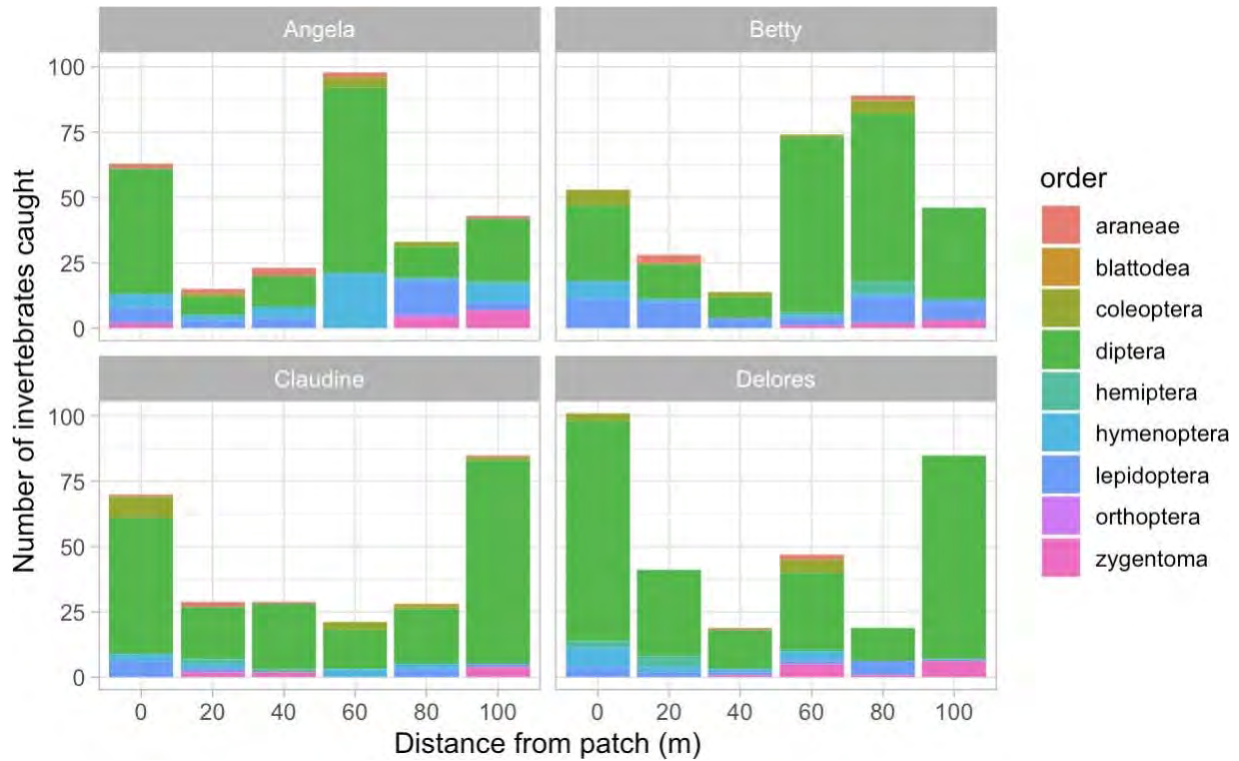 Angela
Betty
Number of invertebrates caught
100
75
50
25
0
Claudine
Delores
100
75
50
25
0
0 20 40 60 80 100
0 20 40 60 80 100
Distance from patch (m)
order
araneae
blattodea
coleoptera
diptera
hemiptera
hymenoptera
lepidoptera
orthoptera
zygentoma